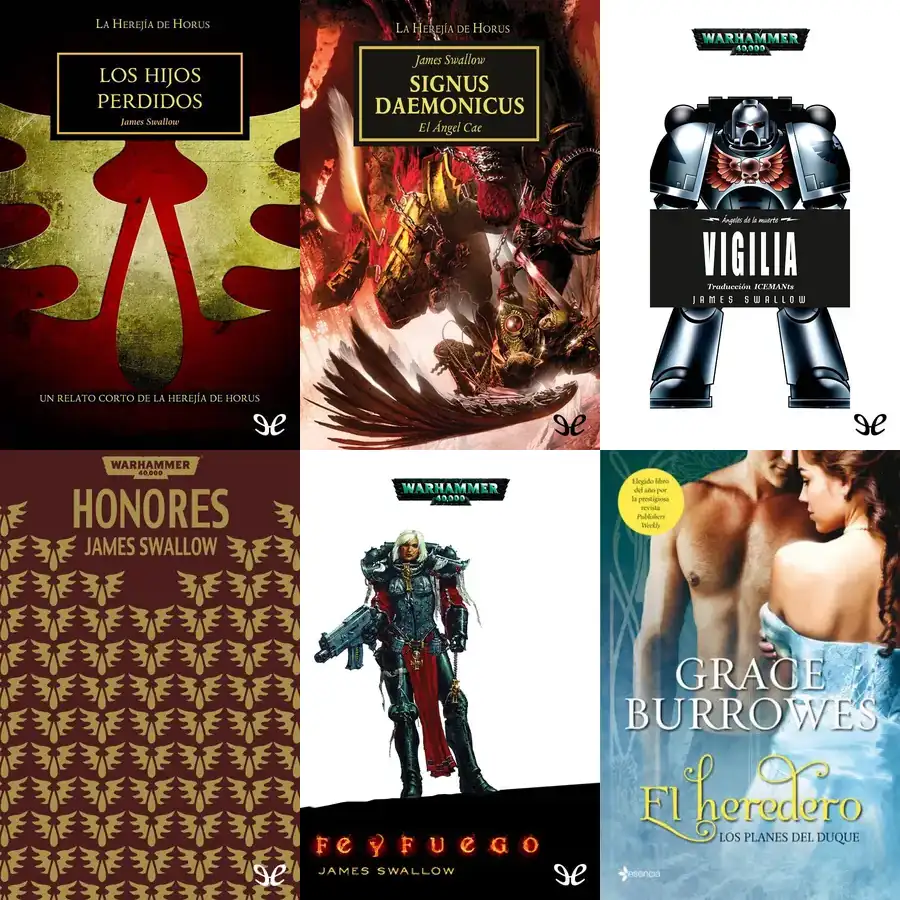 LA HEREJÍA DE HORUS
LOS HIJOS
PERDIDOS
James Swallow
UN RELATO CORTO DE LA HEREJÍA DE HORUS
LA HEREJÍA DE HORUS
James Swallow
SIGNUS
DAEMONICUS
El Ángel Cae
WARHAMMER
40,000
Ángeles de la muerte
VIGILIA
Traducción ICEMANts
JAMES SWALLOW
WARHAMMER
40,000
HONORES
JAMES SWALLOW
WARHAMMER
40,000
FE Y FUEGO
JAMES SWALLOW
Elegido libro
del año por
la prestigiosa
revista
Publishers
Weekly
GRACE
BURROWES
El heredero
LOS PLANES DEL DUQUE
esencia